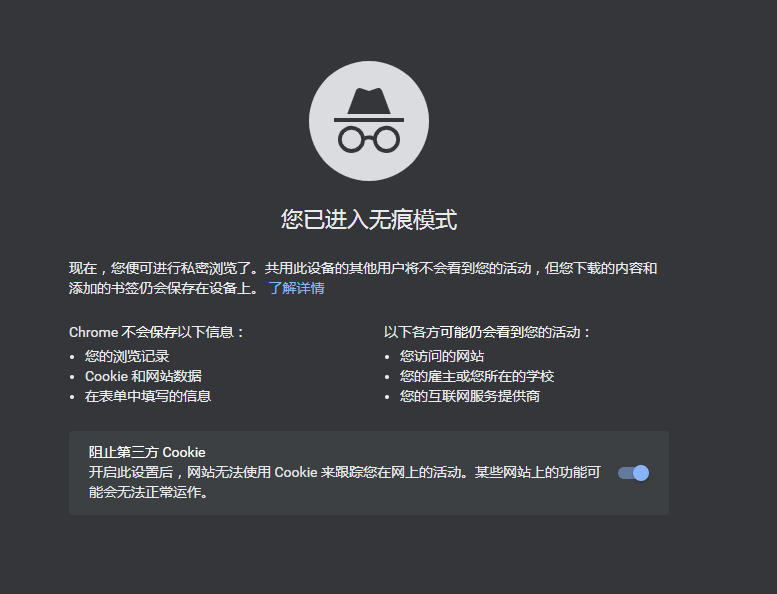 您已进入无痕模式
现在，您便可进行私密浏览了。共用此设备的其他用户将不会看到您的活动，但您下载的内容和
添加的书签仍会保存在设备上。 了解详情
Chrome 不会保存以下信息：
您的浏览记录
Cookie 和网站数据
在表单中填写的信息
以下各方可能仍会看到您的活动：
您访问的网站
您的雇主或您所在的学校
您的互联网服务提供商
阻止第三方 Cookie
开启此设置后，网站无法使用 Cookie 来跟踪您在网上的活动。某些网站上的功能可
能会无法正常运作。